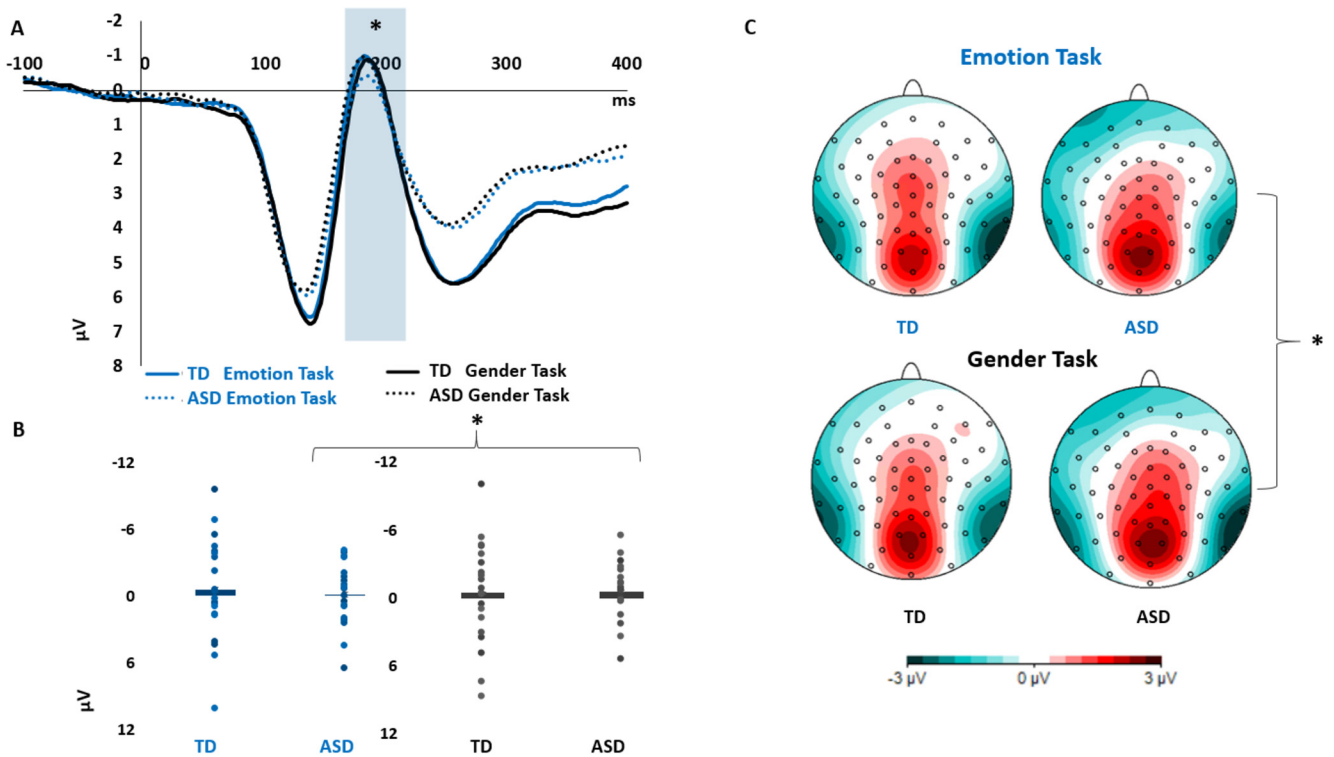 A
-2
*
-1
-100 0 100 200 300 400
0
ms
1
2
3
4
5
6
7
8
µV
TD Emotion Task
TD Gender Task
ASD Emotion Task
ASD Gender Task
B
*
-12
-6
0
6
12
µV
-12
-6
0
6
12
TD
ASD
TD
ASD
C
Emotion Task
TD
ASD
*
Gender Task
TD
ASD
-3 µV
0 µV
3 µV